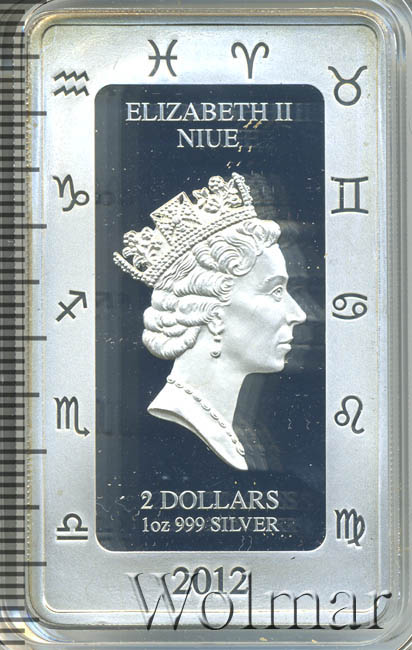 ELIZABETH II
NIUE
2 DOLLARS
1oz 999 SILVER
2012
Wolmar